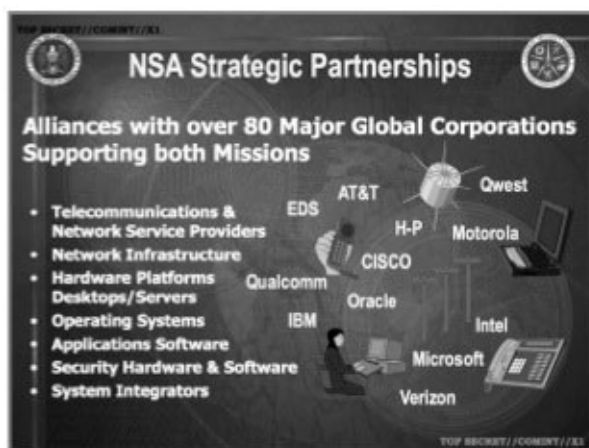 TOP SECRET//COMINT//X1
NSA Strategic Partnerships
Alliances with over 80 Major Global Corporations
Supporting both Missions
• Telecommunications &
Network Service Providers
• Network Infrastructure
• Hardware Platforms
Desktops/Servers
• Operating Systems
• Applications Software
• Security Hardware & Software
• System Integrators
AT&T
Qwest
EDS
H-P
Motorola
CISCO
Qualcomm
Oracle
IBM
Intel
Microsoft
Verizon
TOP SECRET//COMINT//X1